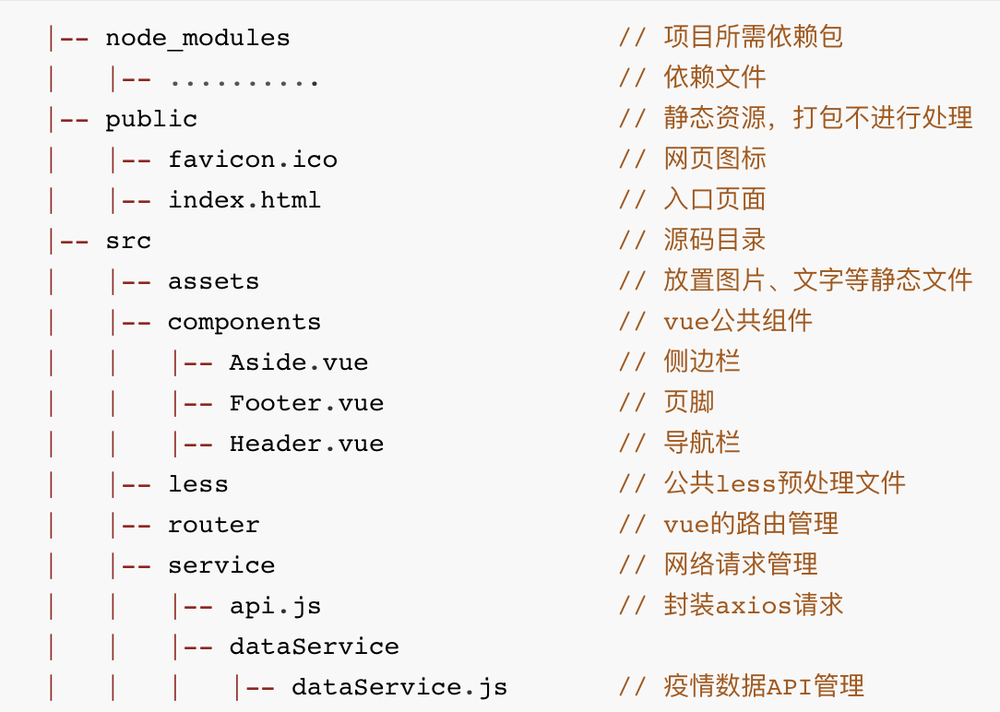 |-- node_modules // 项目所需依赖包
| |-- .......... // 依赖文件
|-- public // 静态资源，打包不进行处理
| |-- favicon.ico // 网页图标
| |-- index.html // 入口页面
|-- src // 源码目录
| |-- assets // 放置图片、文字等静态文件
| |-- components // vue公共组件
| | |-- Aside.vue // 侧边栏
| | |-- Footer.vue // 页脚
| | |-- Header.vue // 导航栏
| |-- less // 公共less预处理文件
| |-- router // vue的路由管理
| |-- service // 网络请求管理
| | |-- api.js // 封装axios请求
| | |-- dataService
| | | |-- dataService.js // 疫情数据API管理